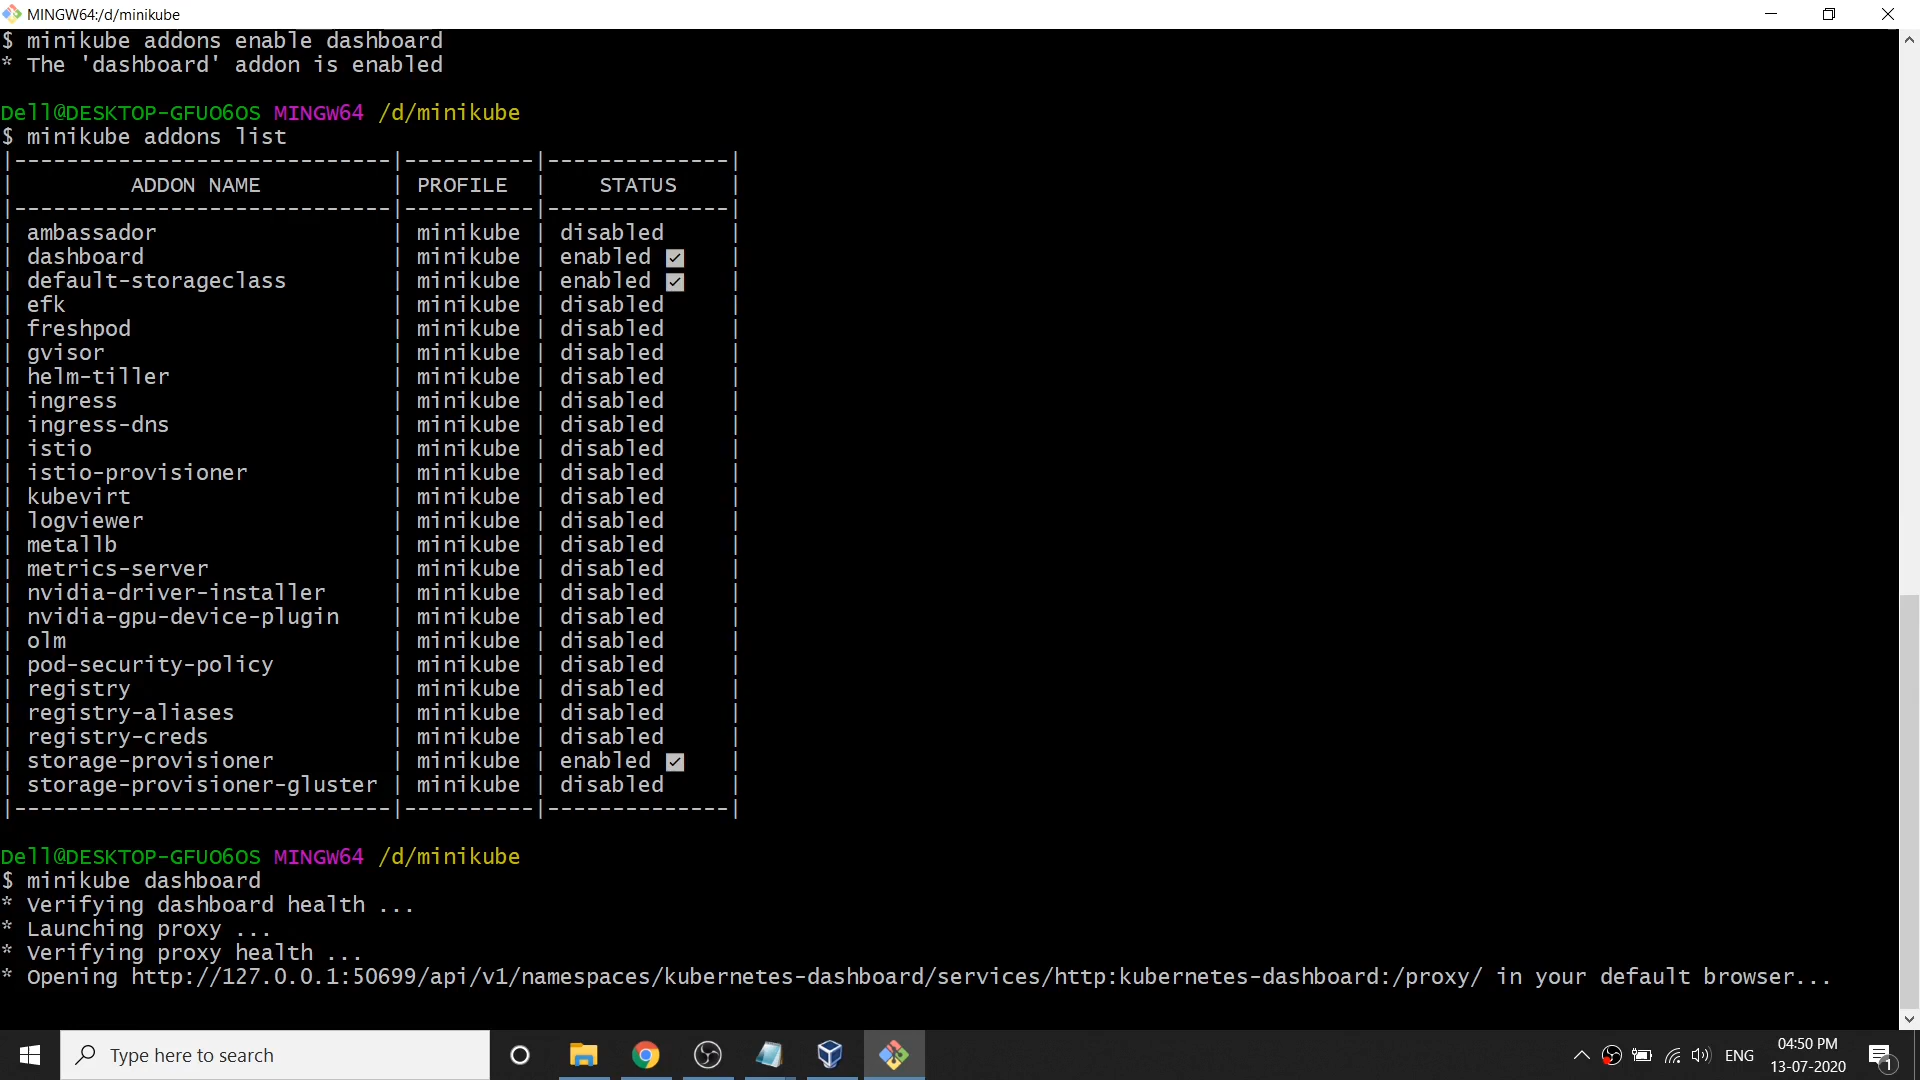 MINGW64:/d/minikube
$ minikube addons enable dashboard
* The 'dashboard' addon is enabled
Dell@DESKTOP-GFUO6OS MINGW64 /d/minikube
$ minikube addons list
|-----------------------------|----------|--------------|
| ADDON NAME | PROFILE | STATUS |
|-----------------------------|----------|--------------|
| ambassador | minikube | disabled |
| dashboard | minikube | enabled ✅ |
| default-storageclass | minikube | enabled ✅ |
| efk | minikube | disabled |
| freshpod | minikube | disabled |
| gvisor | minikube | disabled |
| helm-tiller | minikube | disabled |
| ingress | minikube | disabled |
| ingress-dns | minikube | disabled |
| istio | minikube | disabled |
| istio-provisioner | minikube | disabled |
| kubevirt | minikube | disabled |
| logviewer | minikube | disabled |
| metallb | minikube | disabled |
| metrics-server | minikube | disabled |
| nvidia-driver-installer | minikube | disabled |
| nvidia-gpu-device-plugin | minikube | disabled |
| olm | minikube | disabled |
| pod-security-policy | minikube | disabled |
| registry | minikube | disabled |
| registry-aliases | minikube | disabled |
| registry-creds | minikube | disabled |
| storage-provisioner | minikube | enabled ✅ |
| storage-provisioner-gluster | minikube | disabled |
|-----------------------------|----------|--------------|
Dell@DESKTOP-GFUO6OS MINGW64 /d/minikube
$ minikube dashboard
* Verifying dashboard health ...
* Launching proxy ...
* Verifying proxy health ...
* Opening http://127.0.0.1:50699/api/v1/namespaces/kubernetes-dashboard/services/http:kubernetes-dashboard:/proxy/ in your default browser...
Type here to search
ENG
04:50 PM
13-07-2020
1